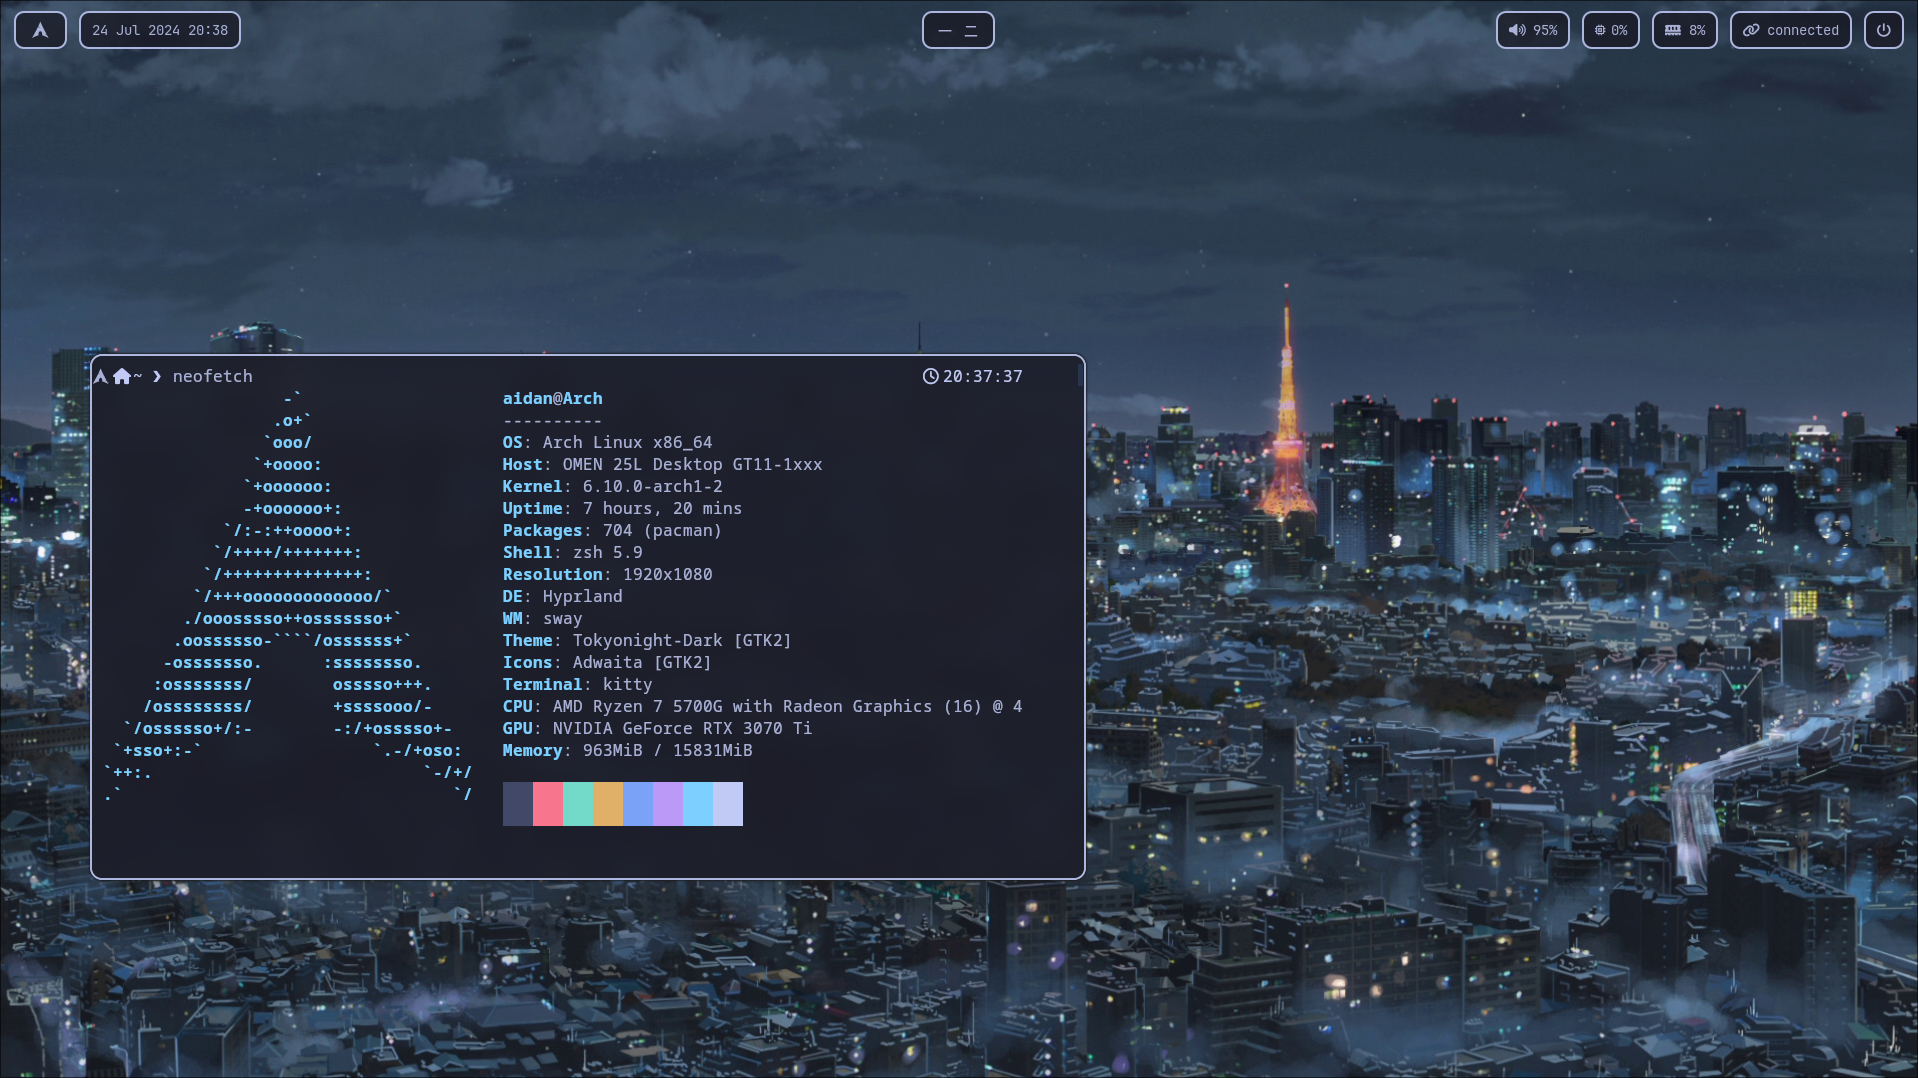 24 Jul 2024 20:38
一 二
95%
0%
8%
connected
~ ❯ neofetch
20:37:37
-`
.o+`
`ooo/
`+oooo:
`+oooooo:
-+oooooo+:
`/:-:++oooo+:
`/++++/+++++++:
`/++++++++++++++:
`/+++ooooooooooooo/`
./ooosssso++osssssso+`
.oossssso-````/ossssss+`
-osssssso.      :ssssssso.
:osssssss/        osssso+++.
/ossssssss/        +ssssooo/-
`/ossssso+/:-        -:/+osssso+-
`+sso+:-`                 `.-/+oso:
`++:.                           `-/+/
.`                                 `/
aidan@Arch
----------
OS: Arch Linux x86_64
Host: OMEN 25L Desktop GT11-1xxx
Kernel: 6.10.0-arch1-2
Uptime: 7 hours, 20 mins
Packages: 704 (pacman)
Shell: zsh 5.9
Resolution: 1920x1080
DE: Hyprland
WM: sway
Theme: Tokyonight-Dark [GTK2]
Icons: Adwaita [GTK2]
Terminal: kitty
CPU: AMD Ryzen 7 5700G with Radeon Graphics (16) @ 4
GPU: NVIDIA GeForce RTX 3070 Ti
Memory: 963MiB / 15831MiB